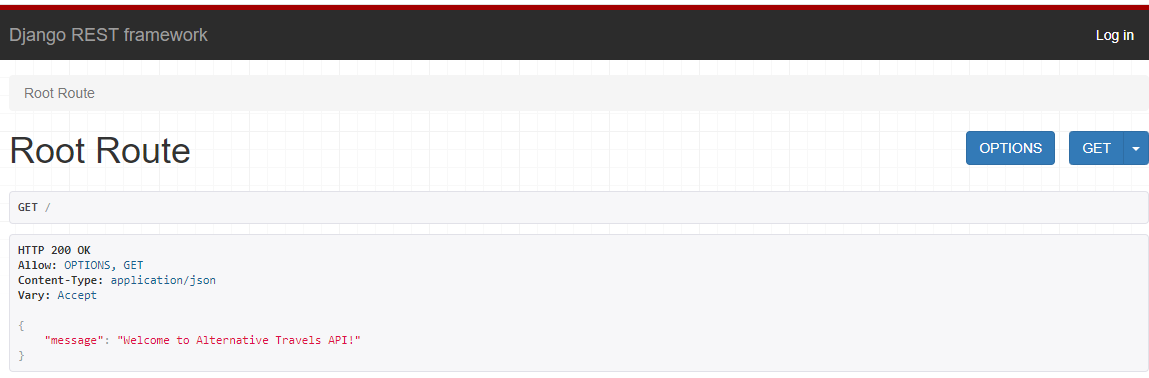 Django REST framework
Log in
Root Route
Root Route
OPTIONS
GET
GET /
HTTP 200 OK
Allow: OPTIONS, GET
Content-Type: application/json
Vary: Accept
{
    "message": "Welcome to Alternative Travels API!"
}